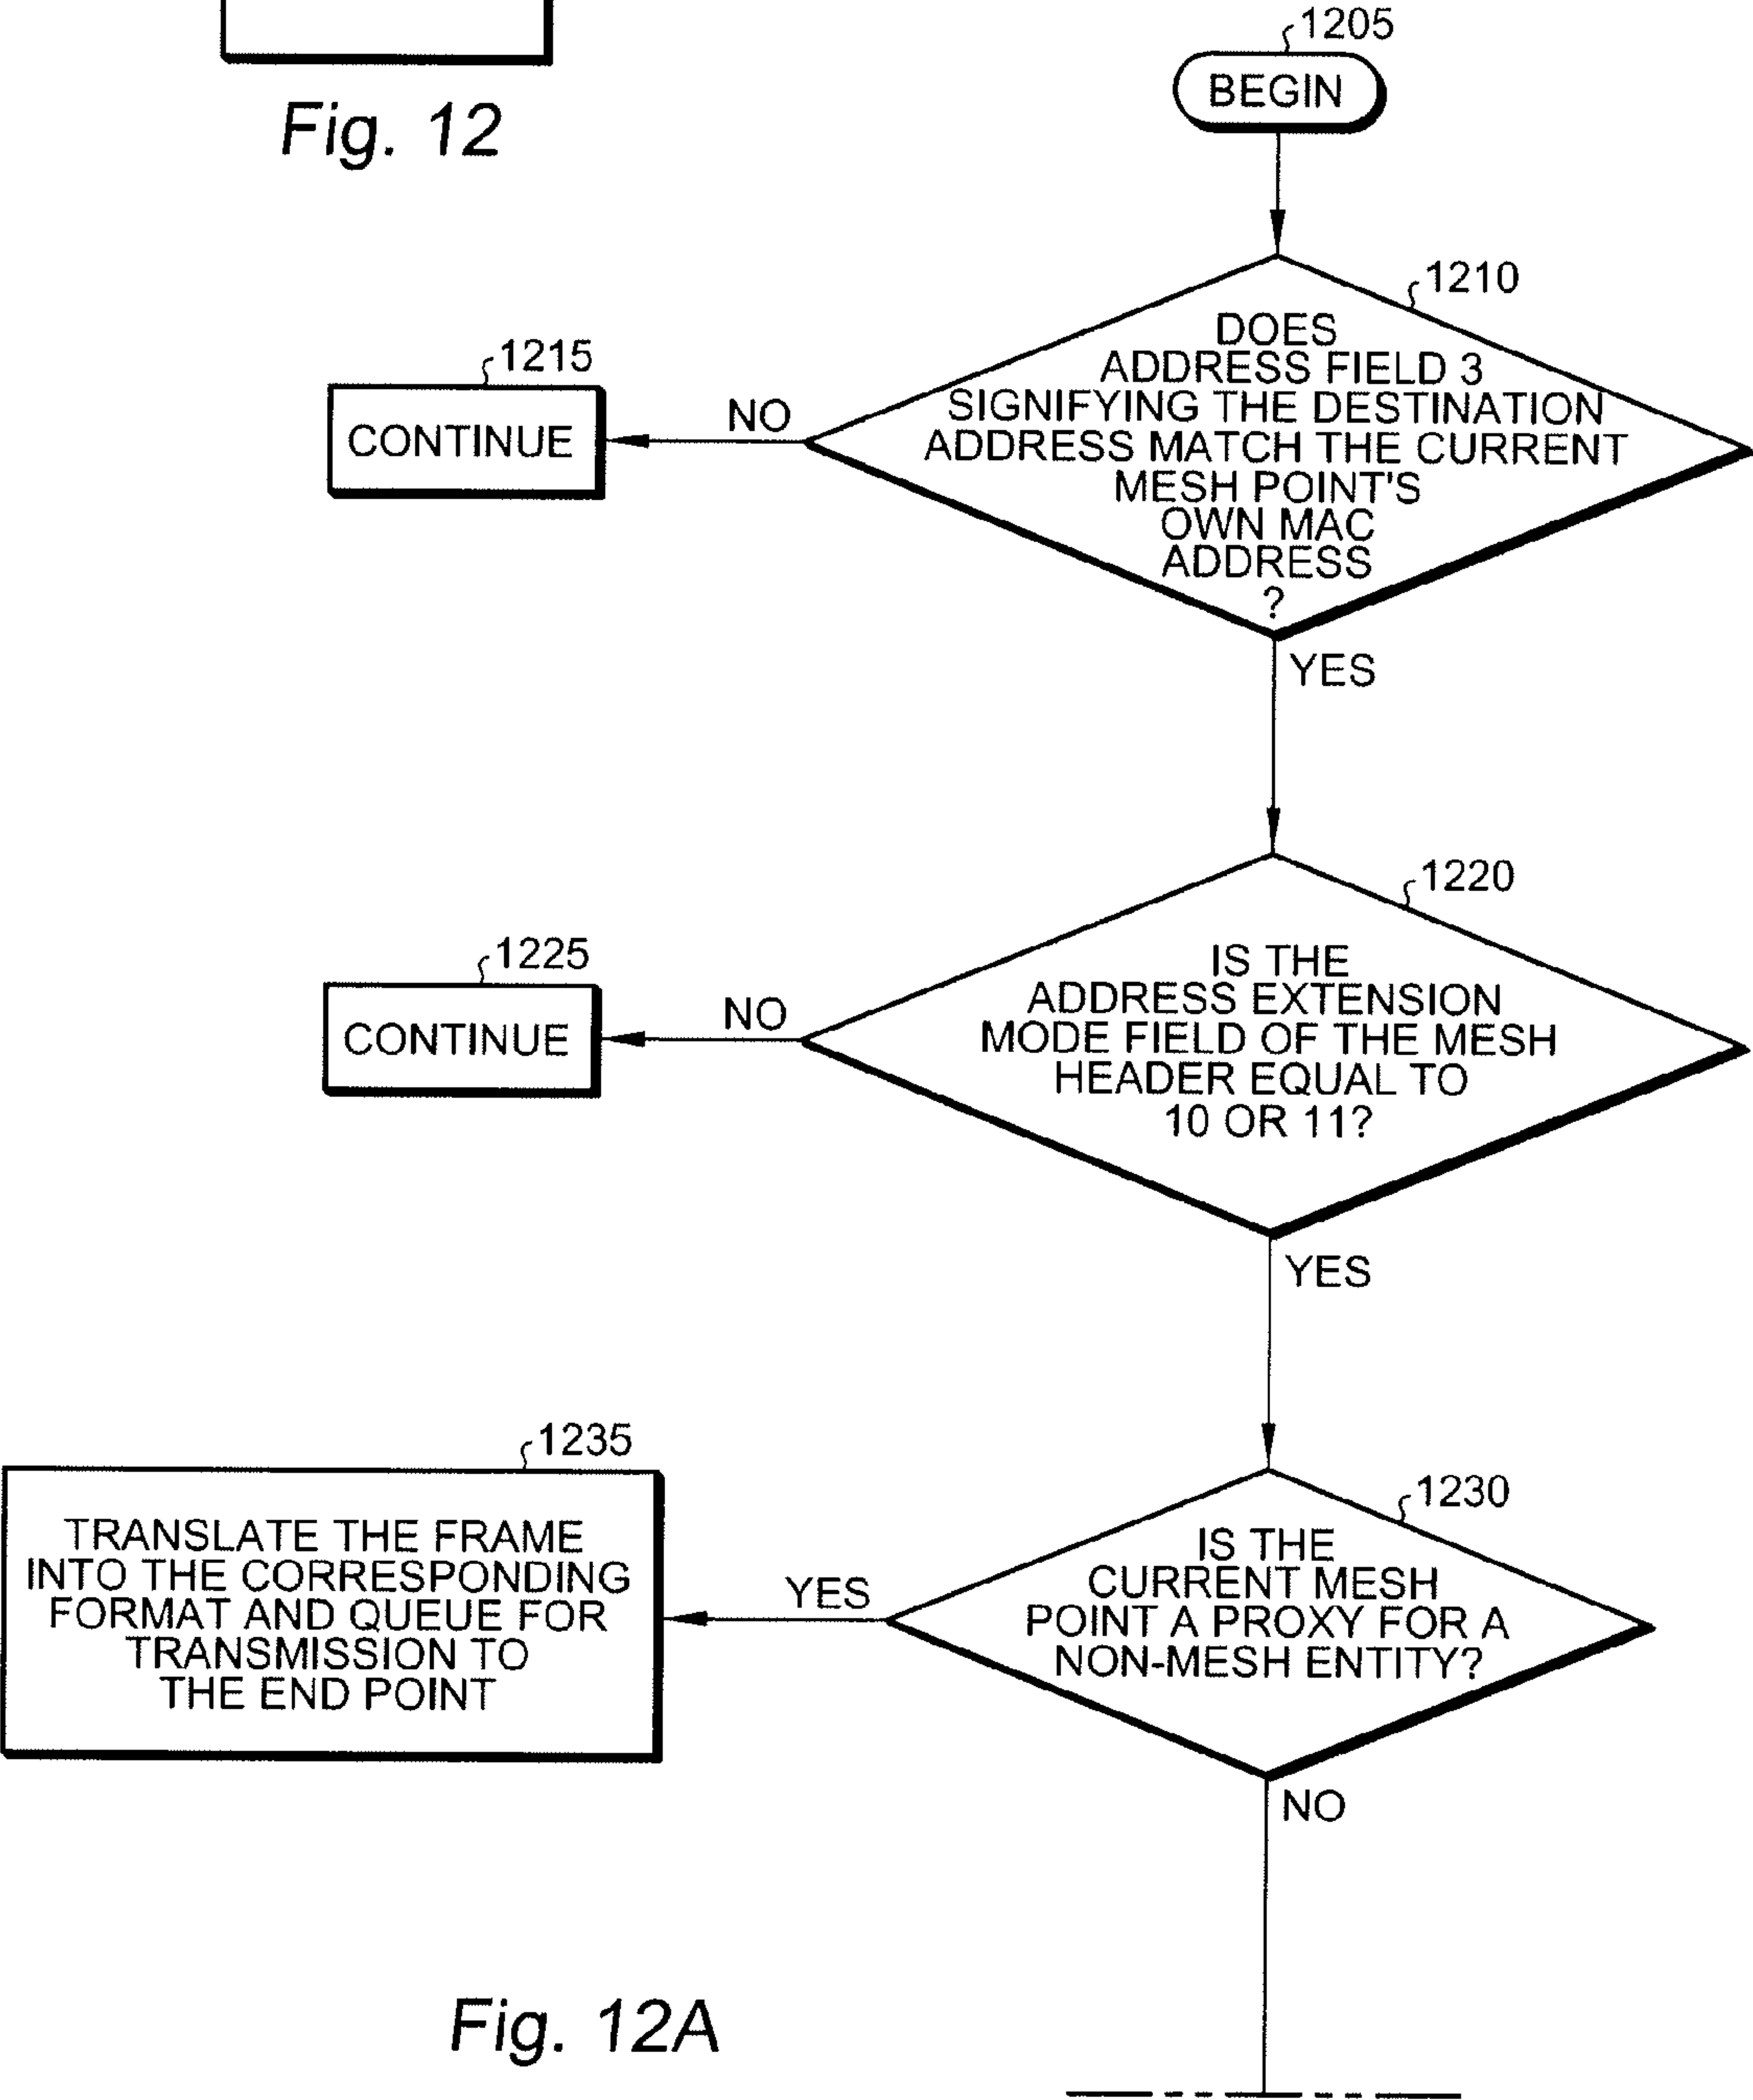 Fig. 12
1205
BEGIN
1210
DOES
ADDRESS FIELD 3
SIGNIFYING THE DESTINATION
ADDRESS MATCH THE CURRENT
MESH POINT'S
OWN MAC
ADDRESS
?
1215
CONTINUE
NO
YES
1220
IS THE
ADDRESS EXTENSION
MODE FIELD OF THE MESH
HEADER EQUAL TO
10 OR 11?
1225
CONTINUE
NO
YES
1230
IS THE
CURRENT MESH
POINT A PROXY FOR A
NON-MESH ENTITY?
YES
1235
TRANSLATE THE FRAME
INTO THE CORRESPONDING
FORMAT AND QUEUE FOR
TRANSMISSION TO
THE END POINT
NO
Fig. 12A